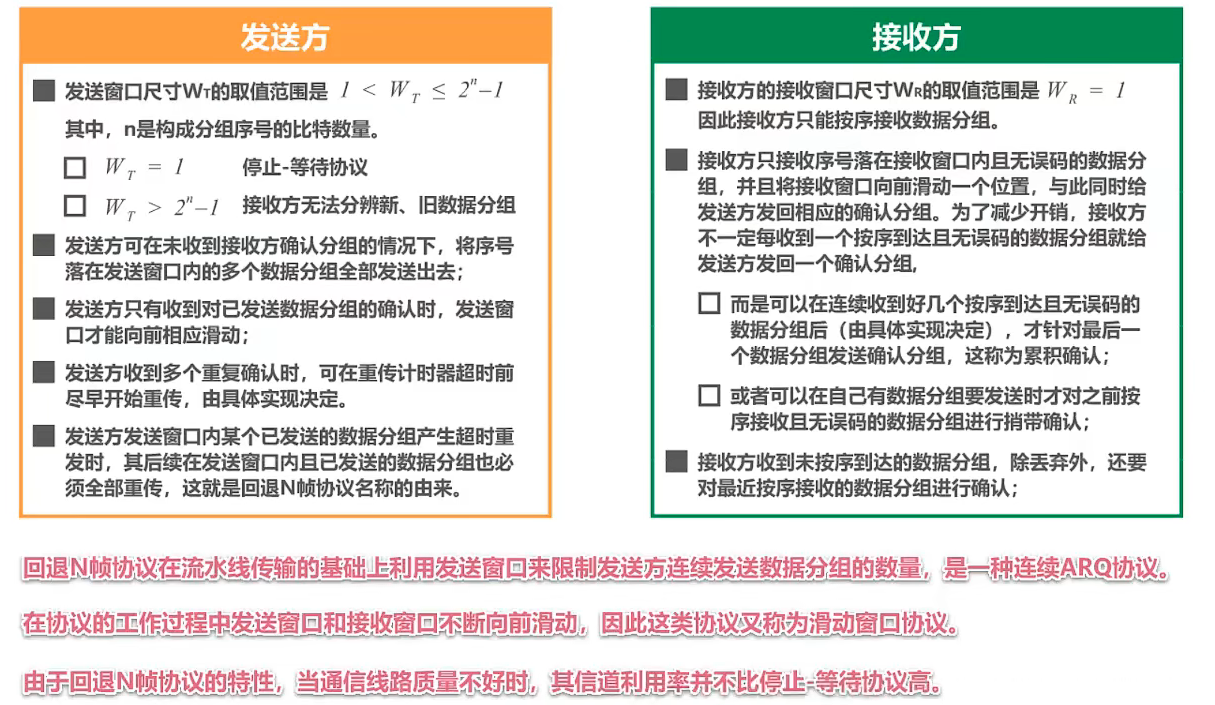 发送方
发送窗口尺寸WT的取值范围是 1 < W_T ≤ 2^n−1
其中，n是构成分组序号的比特数量。
W_T = 1 停止-等待协议
W_T > 2^n−1 接收方无法分辨新、旧数据分组
发送方可在未收到接收方确认分组的情况下，将序号
落在发送窗口内的多个数据分组全部发送出去；
发送方只有收到对已发送数据分组的确认时，发送窗
口才能向前相应滑动；
发送方收到多个重复确认时，可在重传计时器超时前
尽早开始重传，由具体实现决定。
发送方发送窗口内某个已发送的数据分组产生超时重
发时，其后续在发送窗口内且已发送的数据分组也必
须全部重传，这就是回退N帧协议名称的由来。
接收方
接收方的接收窗口尺寸WR的取值范围是 W_R = 1
因此接收方只能按序接收数据分组。
接收方只接收序号落在接收窗口内且无误码的数据分
组，并且将接收窗口向前滑动一个位置，与此同时给
发送方发回相应的确认分组。为了减少开销，接收方
不一定每收到一个按序到达且无误码的数据分组就给
发送方发回一个确认分组,
而是可以在连续收到好几个按序到达且无误码的
数据分组后（由具体实现决定），才针对最后一
个数据分组发送确认分组，这称为累积确认；
或者可以在自己有数据分组要发送时才对之前按
序接收且无误码的数据分组进行捎带确认；
接收方收到未按序到达的数据分组，除丢弃外，还要
对最近按序接收的数据分组进行确认；
回退N帧协议在流水线传输的基础上利用发送窗口来限制发送方连续发送数据分组的数量，是一种连续ARQ协议。
在协议的工作过程中发送窗口和接收窗口不断向前滑动，因此这类协议又称为滑动窗口协议。
由于回退N帧协议的特性，当通信线路质量不好时，其信道利用率并不比停止-等待协议高。